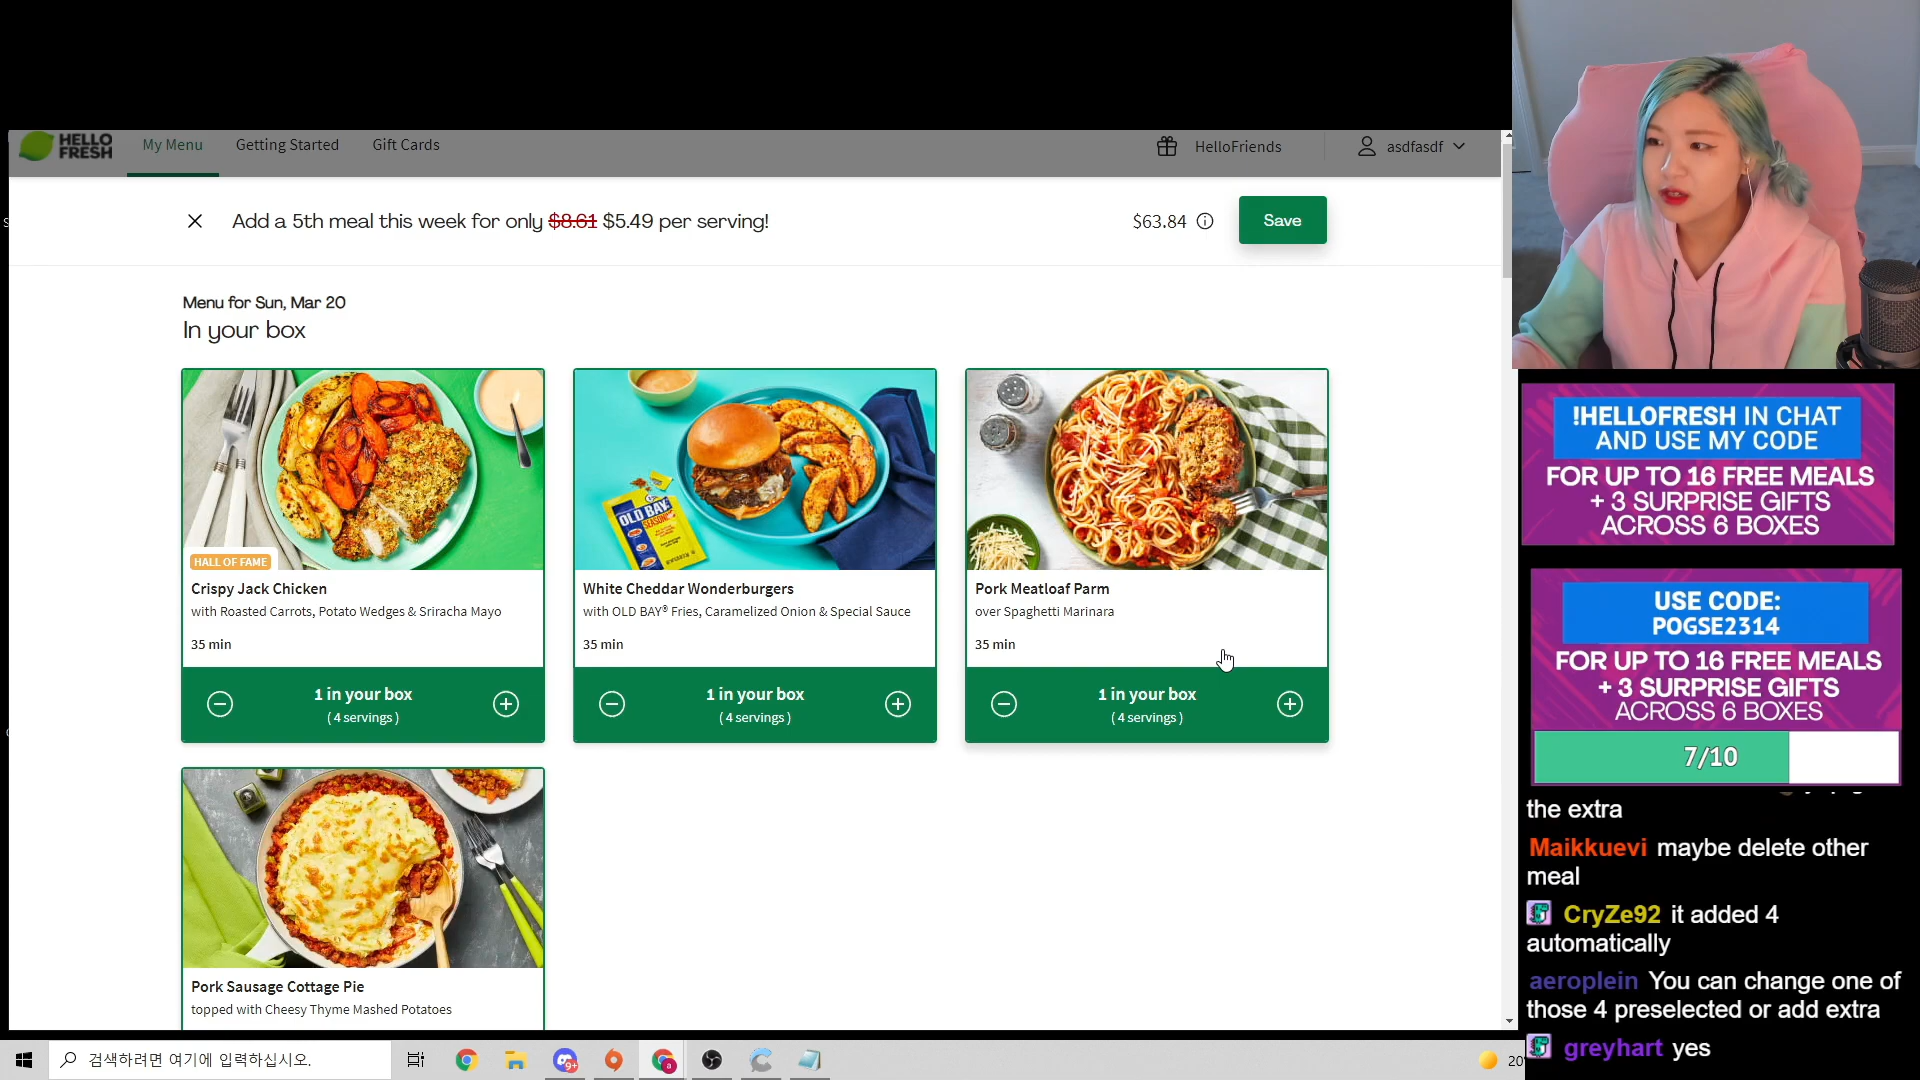 HELLO
FRESH
My Menu
Getting Started
Gift Cards
HelloFriends
asdfasdf
Add a 5th meal this week for only $8.61 $5.49 per serving!
$63.84
Save
Menu for Sun, Mar 20
In your box
OLD BAY
HALL OF FAME
Crispy Jack Chicken
with Roasted Carrots, Potato Wedges & Sriracha Mayo
35 min
1 in your box
( 4 servings )
White Cheddar Wonderburgers
with OLD BAY® Fries, Caramelized Onion & Special Sauce
35 min
1 in your box
( 4 servings )
Pork Meatloaf Parm
over Spaghetti Marinara
35 min
1 in your box
( 4 servings )
Pork Sausage Cottage Pie
topped with Cheesy Thyme Mashed Potatoes
!HELLOFRESH IN CHAT
AND USE MY CODE
FOR UP TO 16 FREE MEALS
+ 3 SURPRISE GIFTS
ACROSS 6 BOXES
USE CODE:
POGSE2314
FOR UP TO 16 FREE MEALS
+ 3 SURPRISE GIFTS
ACROSS 6 BOXES
7/10
the extra
Maikkuevi maybe delete other
meal
CryZe92 it added 4
automatically
aeroplein You can change one of
those 4 preselected or add extra
greyhart yes
검색하려면 여기에 입력하십시오.
9+
20